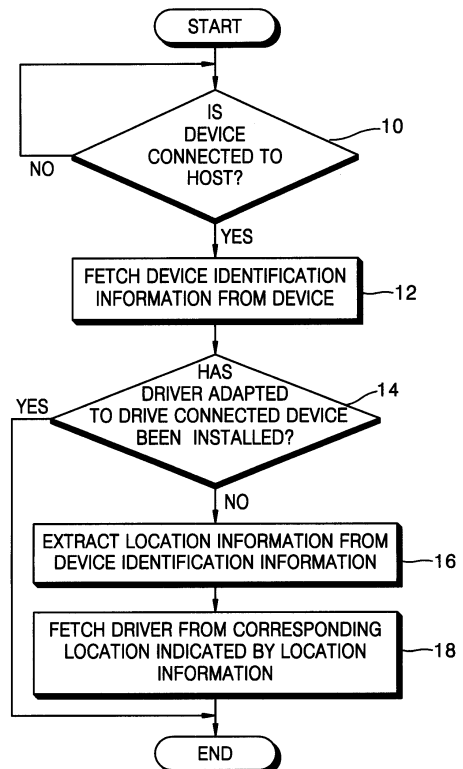 START
IS
DEVICE
CONNECTED TO
HOST?
10
NO
YES
FETCH DEVICE IDENTIFICATION
INFORMATION FROM DEVICE
12
HAS
DRIVER ADAPTED
TO DRIVE CONNECTED DEVICE
BEEN INSTALLED?
14
YES
NO
EXTRACT LOCATION INFORMATION FROM
DEVICE IDENTIFICATION INFORMATION
16
FETCH DRIVER FROM CORRESPONDING
LOCATION INDICATED BY LOCATION
INFORMATION
18
END